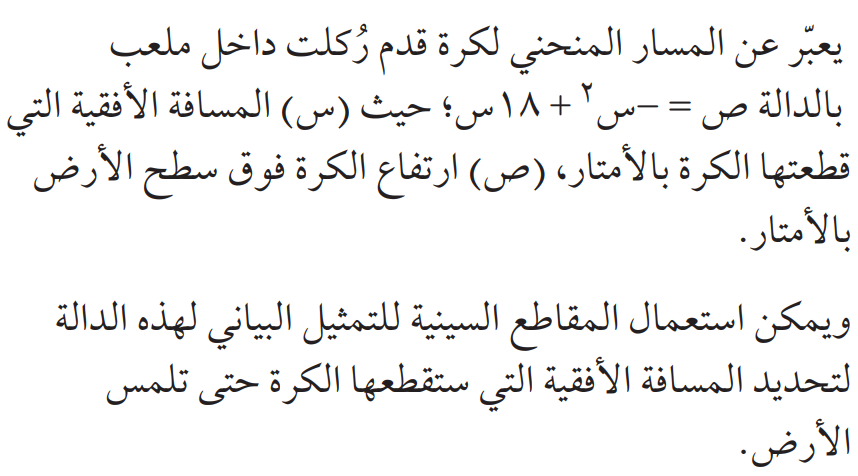 يعبّر عن المسار المنحني لكرة قدم رُكلت داخل ملعب
بالدالة ص = –س٢ + ١٨س؛ حيث (س) المسافة الأفقية التي
قطعتها الكرة بالأمتار، (ص) ارتفاع الكرة فوق سطح الأرض
بالأمتار.
ويمكن استعمال المقاطع السينية للتمثيل البياني لهذه الدالة
لتحديد المسافة الأفقية التي ستقطعها الكرة حتى تلمس
الأرض.